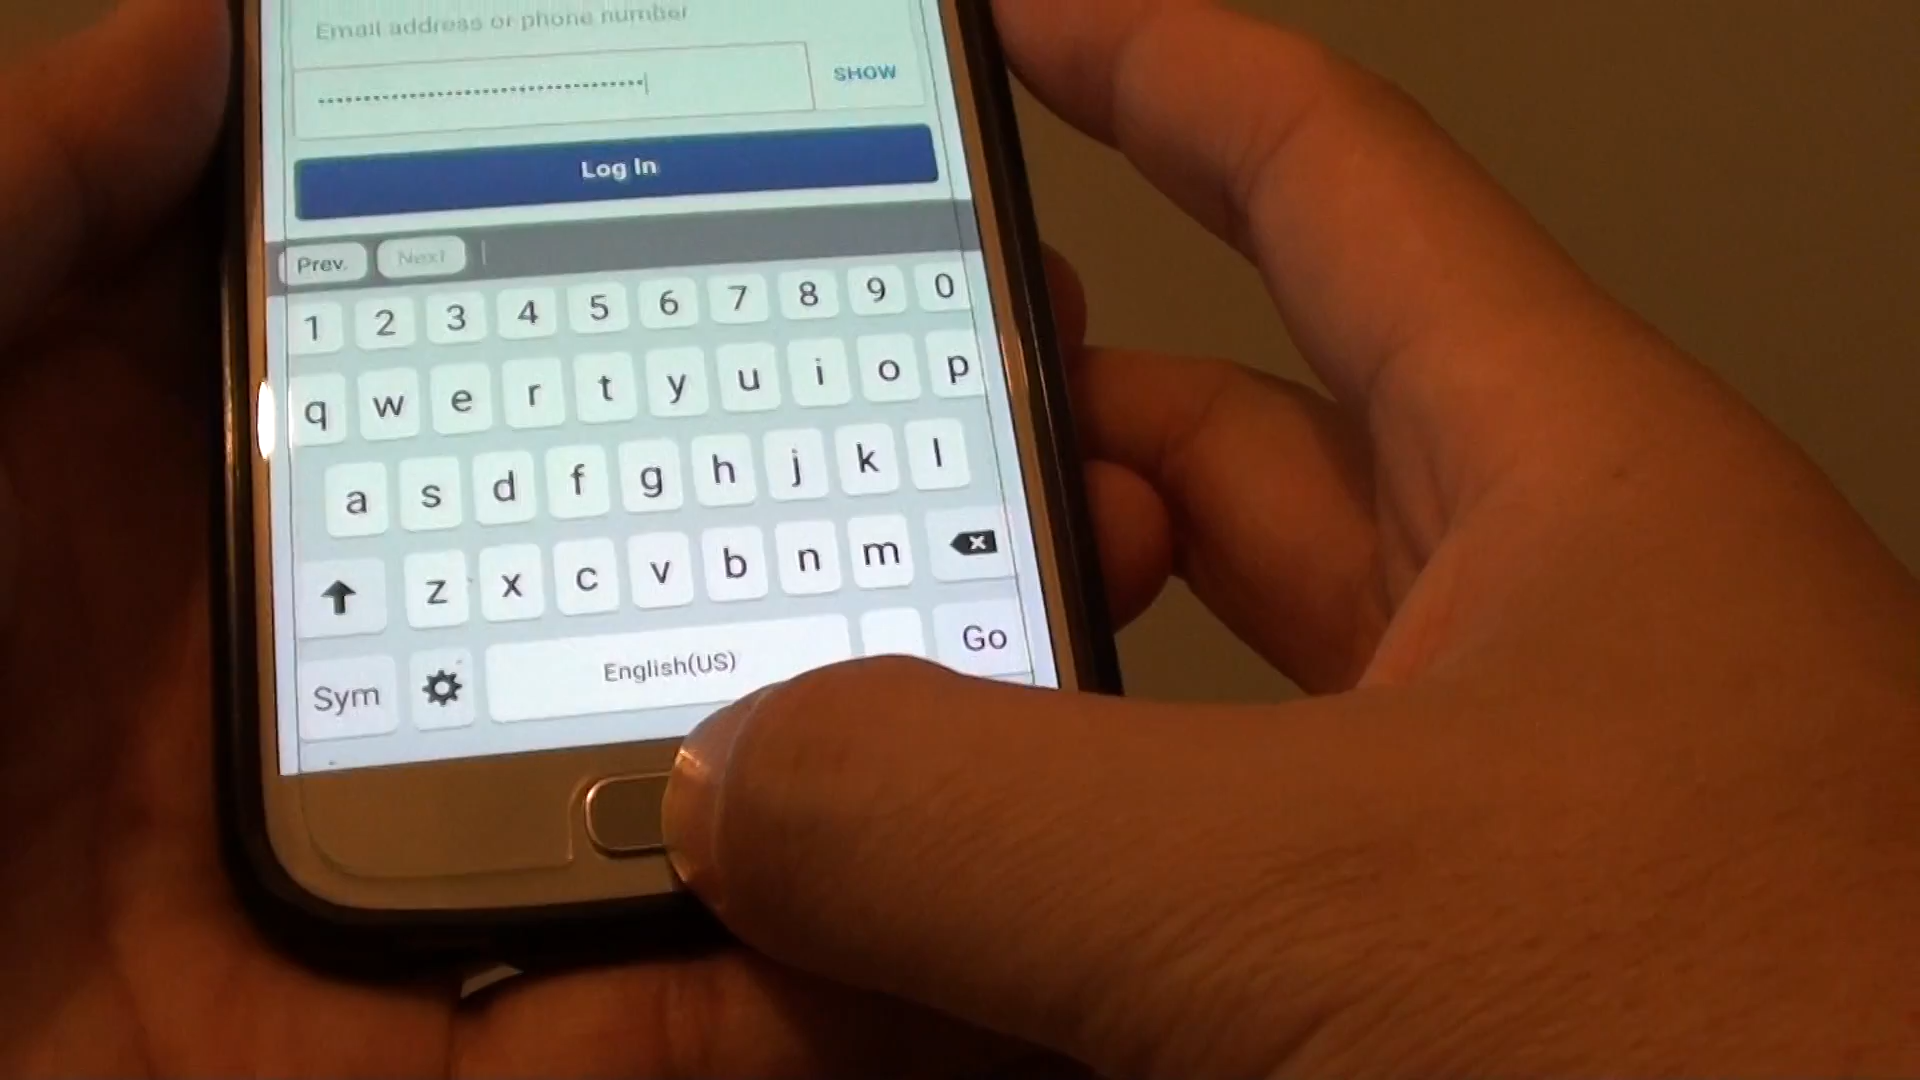 Email address or phone number
SHOW
Log In
Prev. Next
1 2 3 4 5 6 7 8 9 0
q w e r t y u i o p
a s d f g h j k l
z x c v b n m
Sym English(US) Go